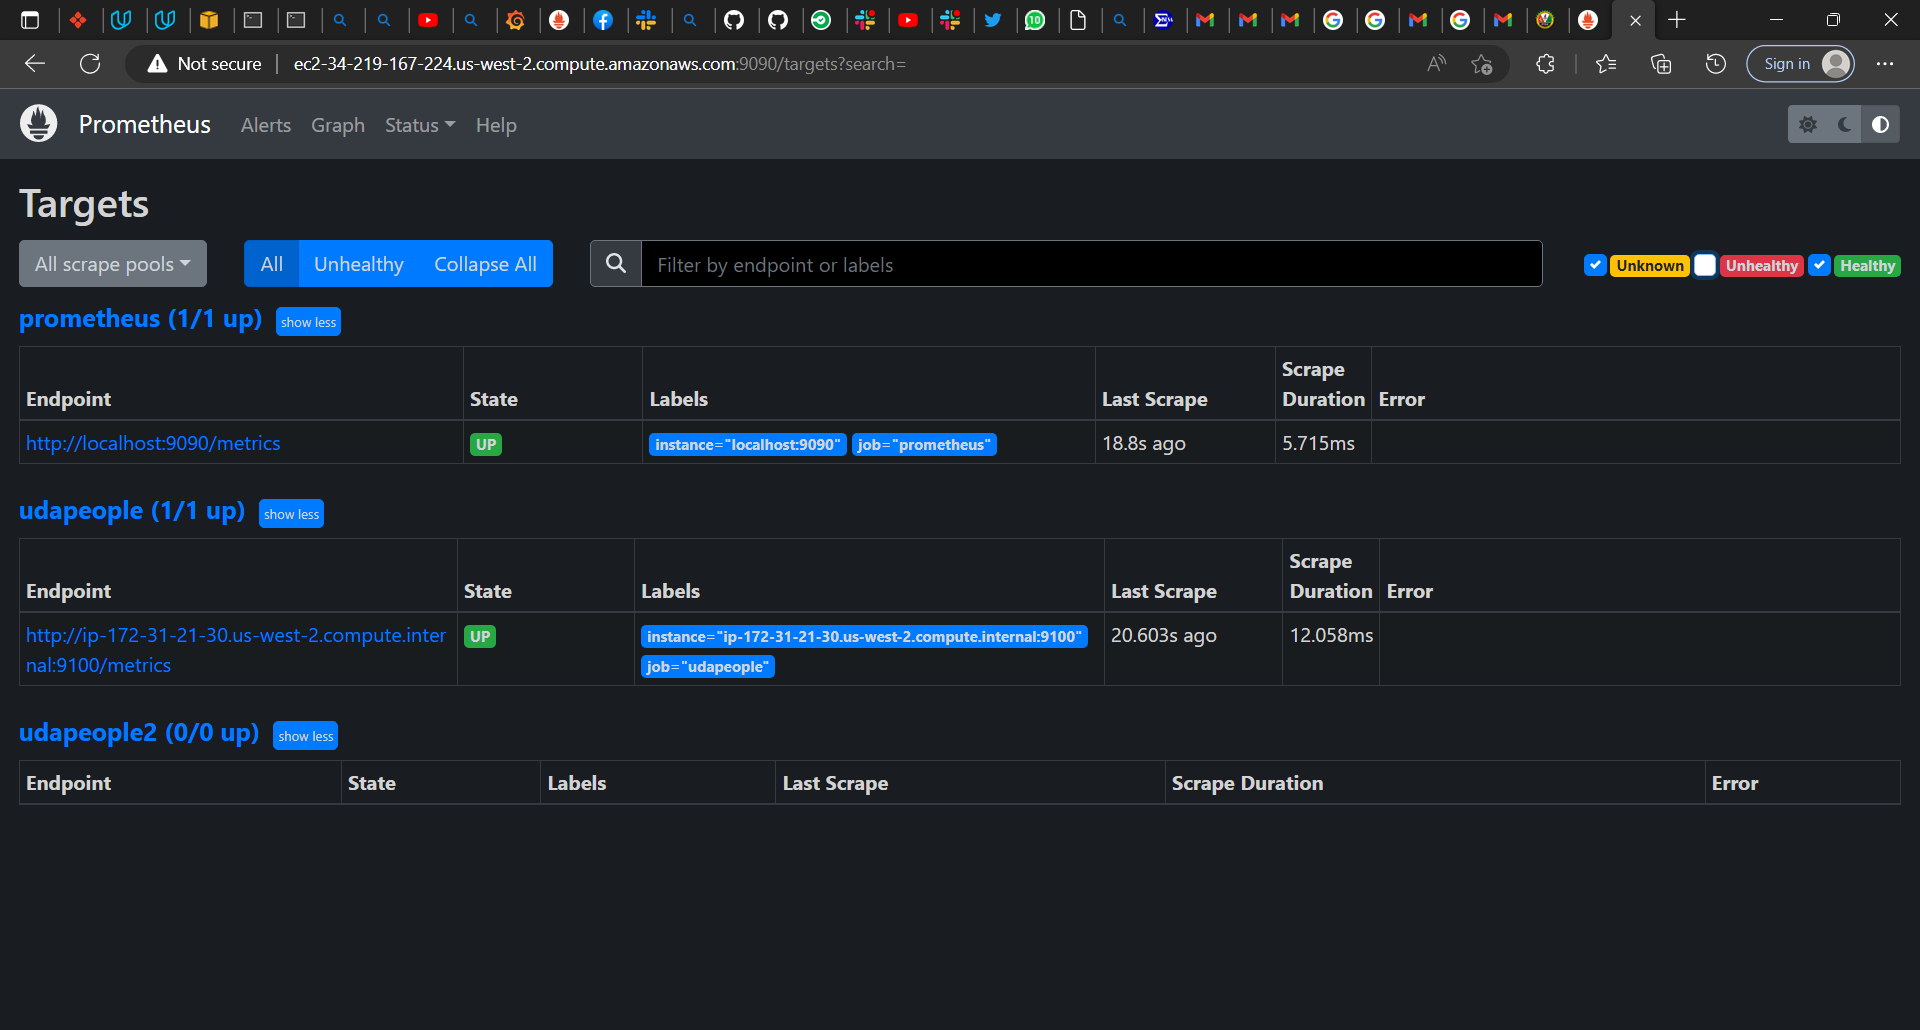 10
Not secure
ec2-34-219-167-224.us-west-2.compute.amazonaws.com:9090/targets?search=
Sign in
Prometheus Alerts Graph Status Help
Targets
All scrape pools All Unhealthy Collapse All Filter by endpoint or labels Unknown Unhealthy Healthy
prometheus (1/1 up) show less
Endpoint State Labels Last Scrape Scrape Duration Error
http://localhost:9090/metrics UP instance="localhost:9090" job="prometheus" 18.8s ago 5.715ms
udapeople (1/1 up) show less
Endpoint State Labels Last Scrape Scrape Duration Error
http://ip-172-31-21-30.us-west-2.compute.inter UP instance="ip-172-31-21-30.us-west-2.compute.internal:9100" 20.603s ago 12.058ms
nal:9100/metrics job="udapeople"
udapeople2 (0/0 up) show less
Endpoint State Labels Last Scrape Scrape Duration Error